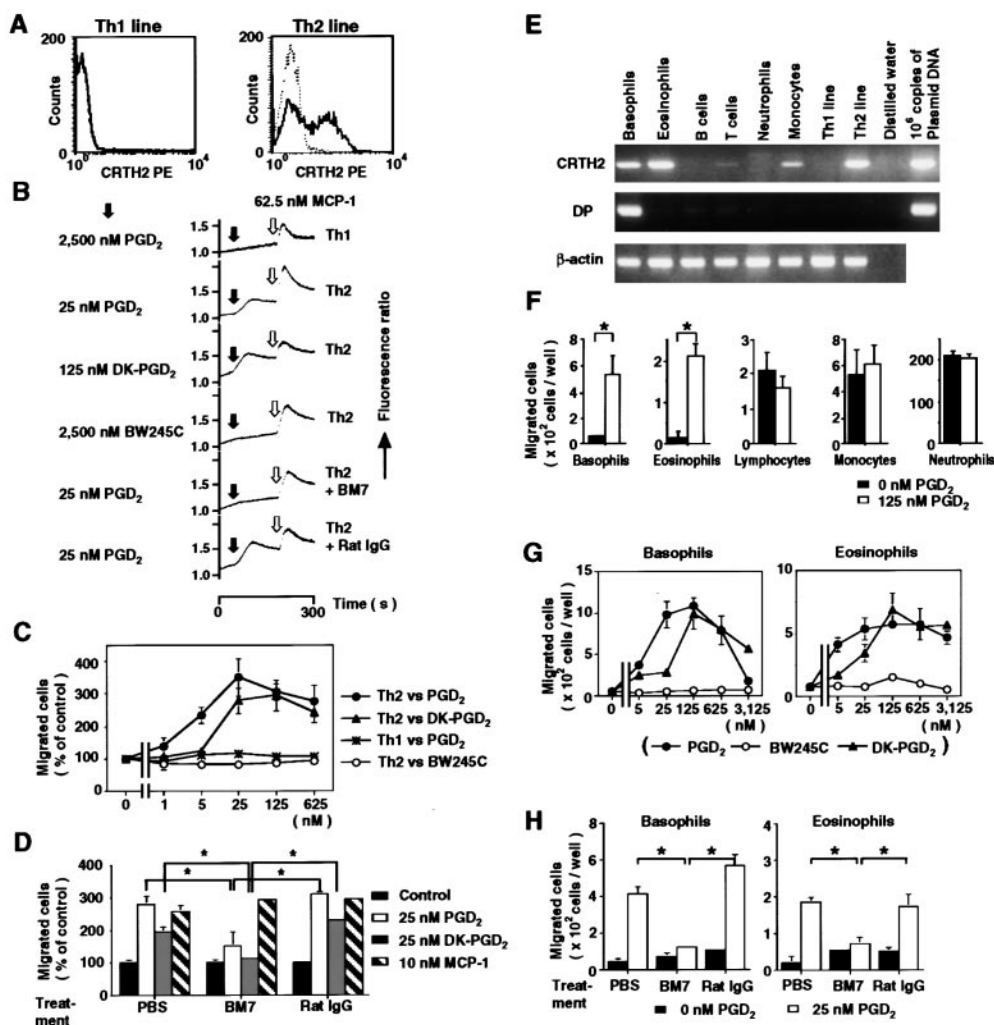 A
Th1 line
Th2 line
200
Counts
0
10⁰
10⁴
CRTH2 PE
200
Counts
0
10⁰
10⁴
CRTH2 PE
B
62.5 nM MCP-1
2,500 nM PGD₂
1.5
1.0
Th1
25 nM PGD₂
1.5
1.0
Th2
125 nM DK-PGD₂
1.5
1.0
Th2
2,500 nM BW245C
1.5
1.0
Th2
25 nM PGD₂
1.5
1.0
Th2
+ BM7
25 nM PGD₂
1.5
1.0
Th2
+ Rat IgG
Fluorescence ratio
0
300
Time ( s )
C
Migrated cells
( % of control )
400
300
200
100
0
0
1
5
25
125
625
( nM )
Th2 vs PGD₂
Th2 vs DK-PGD₂
Th1 vs PGD₂
Th2 vs BW245C
D
Migrated cells
( % of control )
400
300
200
100
0
*
*
*
*
Control
25 nM PGD₂
25 nM DK-PGD₂
10 nM MCP-1
Treat-
ment
PBS
BM7
Rat IgG
E
Basophils
Eosinophils
B cells
T cells
Neutrophils
Monocytes
Th1 line
Th2 line
Distilled water
10⁶ copies of
Plasmid DNA
CRTH2
DP
β-actin
F
Migrated cells
( x 10² cells / well )
8
6
4
2
0
*
Basophils
3
2
1
0
*
Eosinophils
3
2
1
0
Lymphocytes
8
6
4
2
0
Monocytes
200
100
0
Neutrophils
0 nM PGD₂
125 nM PGD₂
G
Basophils
Eosinophils
Migrated cells
( x 10² cells / well )
15
10
5
0
0
5
25
125
625
3,125
(nM)
10
5
0
0
5
25
125
625
3,125
(nM)
( PGD₂ BW245C DK-PGD₂ )
H
Basophils
Eosinophils
Migrated cells
( x 10² cells / well )
8
6
4
2
0
*
*
PBS
BM7
Rat IgG
4
3
2
1
0
*
*
PBS
BM7
Rat IgG
Treat-
ment
0 nM PGD₂
25 nM PGD₂